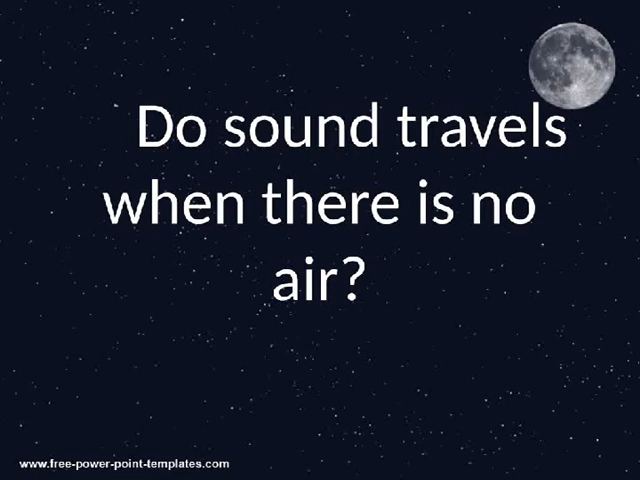 Do sound travels
when there is no
air?
www.free-power-point-templates.com